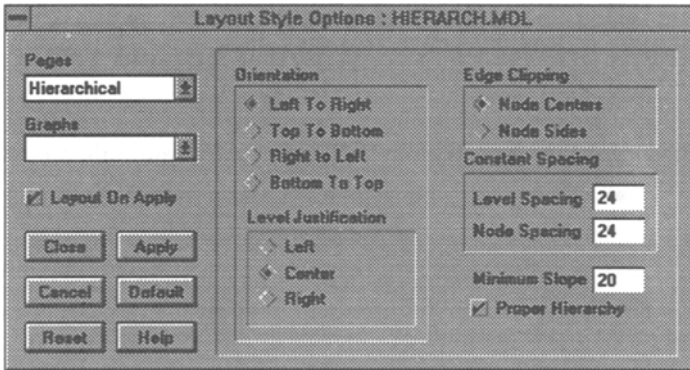 Layout Style Options : HIERARCH.MDL
Pages
Hierarchical
Graphs
Layout On Apply
Close
Apply
Cancel
Default
Reset
Help
Orientation
Left To Right
Top To Bottom
Right to Left
Bottom To Top
Level Justification
Left
Center
Right
Edge Clipping
Node Centers
Node Sides
Constant Spacing
Level Spacing 24
Node Spacing 24
Minimum Slope 20
Proper Hierarchy